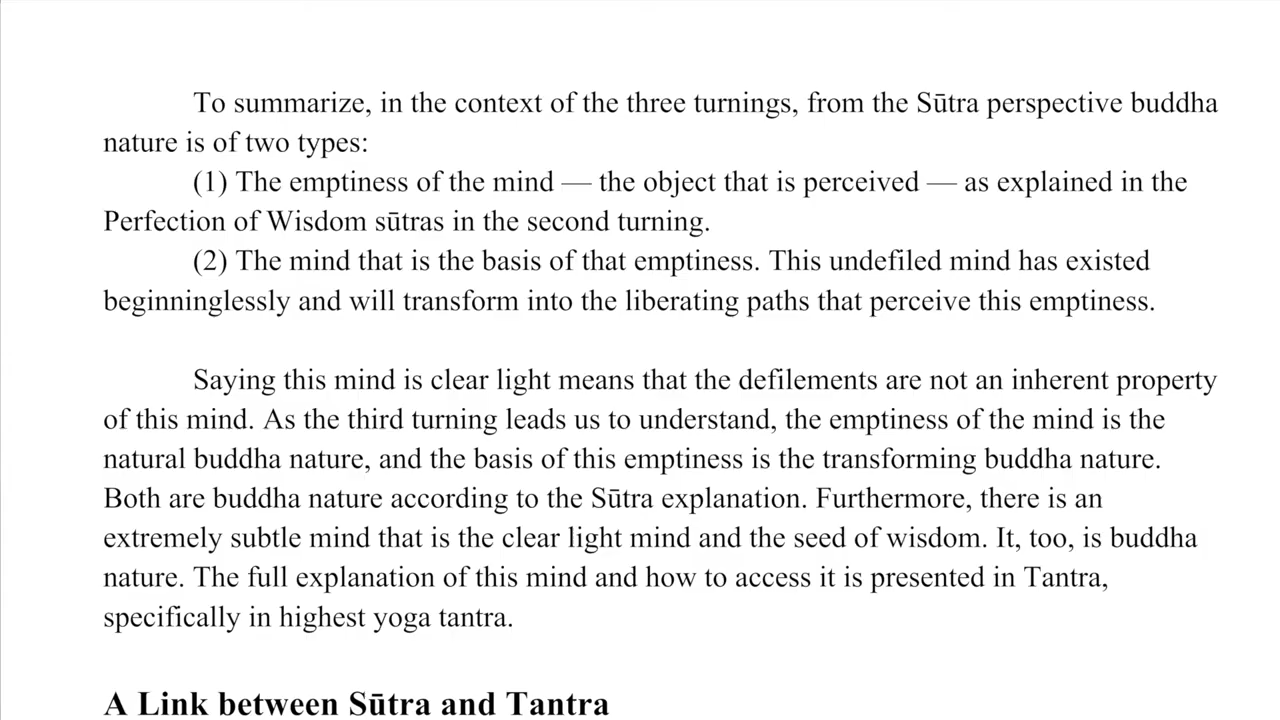 To summarize, in the context of the three turnings, from the Sūtra perspective buddha
nature is of two types:
(1) The emptiness of the mind — the object that is perceived — as explained in the
Perfection of Wisdom sūtras in the second turning.
(2) The mind that is the basis of that emptiness. This undefiled mind has existed
beginninglessly and will transform into the liberating paths that perceive this emptiness.
Saying this mind is clear light means that the defilements are not an inherent property
of this mind. As the third turning leads us to understand, the emptiness of the mind is the
natural buddha nature, and the basis of this emptiness is the transforming buddha nature.
Both are buddha nature according to the Sūtra explanation. Furthermore, there is an
extremely subtle mind that is the clear light mind and the seed of wisdom. It, too, is buddha
nature. The full explanation of this mind and how to access it is presented in Tantra,
specifically in highest yoga tantra.
A Link between Sūtra and Tantra